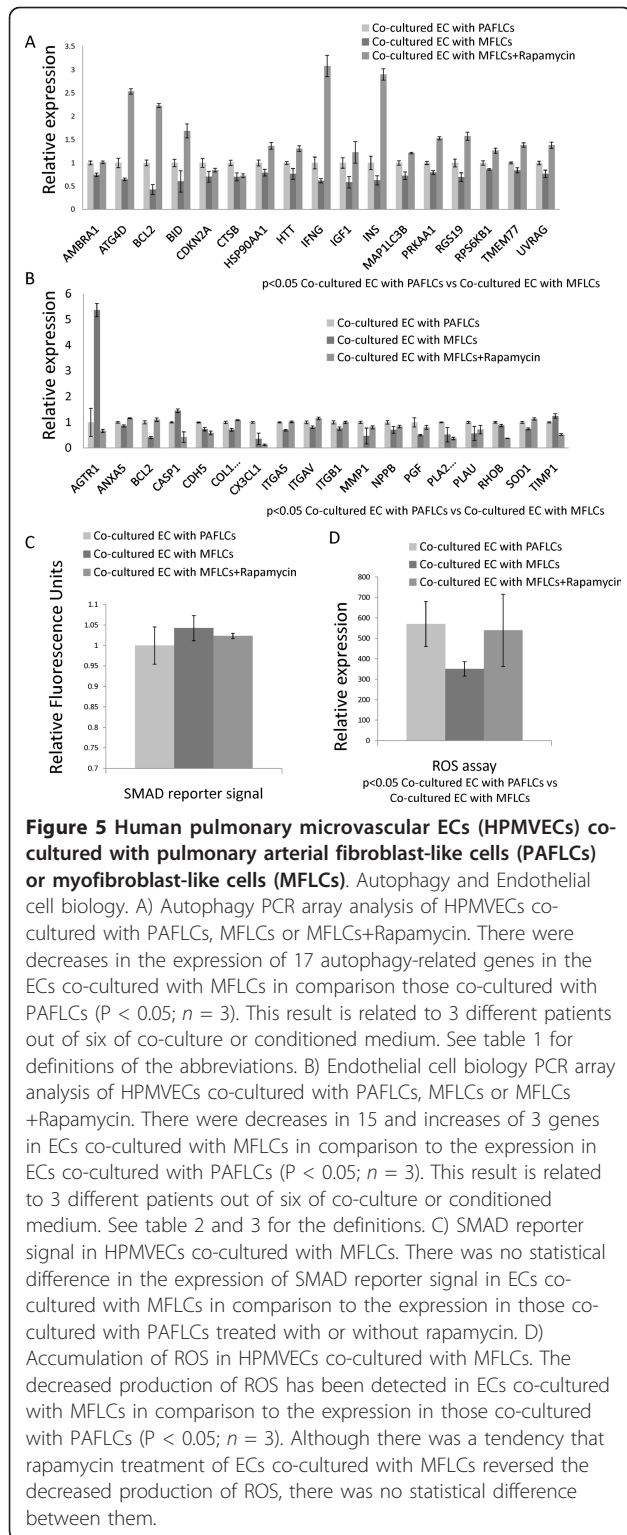 A
Co-cultured EC with PAFLCs
Co-cultured EC with MFLCs
Co-cultured EC with MFLCs+Rapamycin
Relative expression
3.5
3
2.5
2
1.5
1
0.5
0
AMBRA1
ATG4D
BCL2
BID
CDKN2A
CTSB
HSP90AA1
HTT
IFNG
IGF1
INS
MAP1LC3B
PRKAA1
RGS19
RPS6KB1
TMEM77
UVRAG
p<0.05 Co-cultured EC with PAFLCs vs Co-cultured EC with MFLCs
B
Relative expression
6
5
4
3
2
1
0
Co-cultured EC with PAFLCs
Co-cultured EC with MFLCs
Co-cultured EC with MFLCs+Rapamycin
AGTR1
ANXA5
BCL2
CASP1
CDH5
COL1...
CX3CL1
ITGA5
ITGAV
ITGB1
MMP1
NPPB
PGF
PLA2...
PLAU
RHOB
SOD1
TIMP1
p<0.05 Co-cultured EC with PAFLCs vs Co-cultured EC with MFLCs
C
Co-cultured EC with PAFLCs
Co-cultured EC with MFLCs
Co-cultured EC with MFLCs+Rapamycin
Relative Fluorescence Units
1.1
1.05
1
0.95
0.9
0.85
0.8
0.75
0.7
SMAD reporter signal
D
Co-cultured EC with PAFLCs
Co-cultured EC with MFLCs
Co-cultured EC with MFLCs+Rapamycin
Relative expression
800
700
600
500
400
300
200
100
0
ROS assay
p<0.05 Co-cultured EC with PAFLCs vs
Co-cultured EC with MFLCs
Figure 5 Human pulmonary microvascular ECs (HPMVECs) co-
cultured with pulmonary arterial fibroblast-like cells (PAFLCs)
or myofibroblast-like cells (MFLCs). Autophagy and Endothelial
cell biology. A) Autophagy PCR array analysis of HPMVECs co-
cultured with PAFLCs, MFLCs or MFLCs+Rapamycin. There were
decreases in the expression of 17 autophagy-related genes in the
ECs co-cultured with MFLCs in comparison those co-cultured with
PAFLCs (P < 0.05; n = 3). This result is related to 3 different patients
out of six of co-culture or conditioned medium. See table 1 for
definitions of the abbreviations. B) Endothelial cell biology PCR array
analysis of HPMVECs co-cultured with PAFLCs, MFLCs or MFLCs
+Rapamycin. There were decreases in 15 and increases of 3 genes
in ECs co-cultured with MFLCs in comparison to the expression in
ECs co-cultured with PAFLCs (P < 0.05; n = 3). This result is related
to 3 different patients out of six of co-culture or conditioned
medium. See table 2 and 3 for the definitions. C) SMAD reporter
signal in HPMVECs co-cultured with MFLCs. There was no statistical
difference in the expression of SMAD reporter signal in ECs co-
cultured with MFLCs in comparison to the expression in those co-
cultured with PAFLCs treated with or without rapamycin. D)
Accumulation of ROS in HPMVECs co-cultured with MFLCs. The
decreased production of ROS has been detected in ECs co-cultured
with MFLCs in comparison to the expression in those co-cultured
with PAFLCs (P < 0.05; n = 3). Although there was a tendency that
rapamycin treatment of ECs co-cultured with MFLCs reversed the
decreased production of ROS, there was no statistical difference
between them.